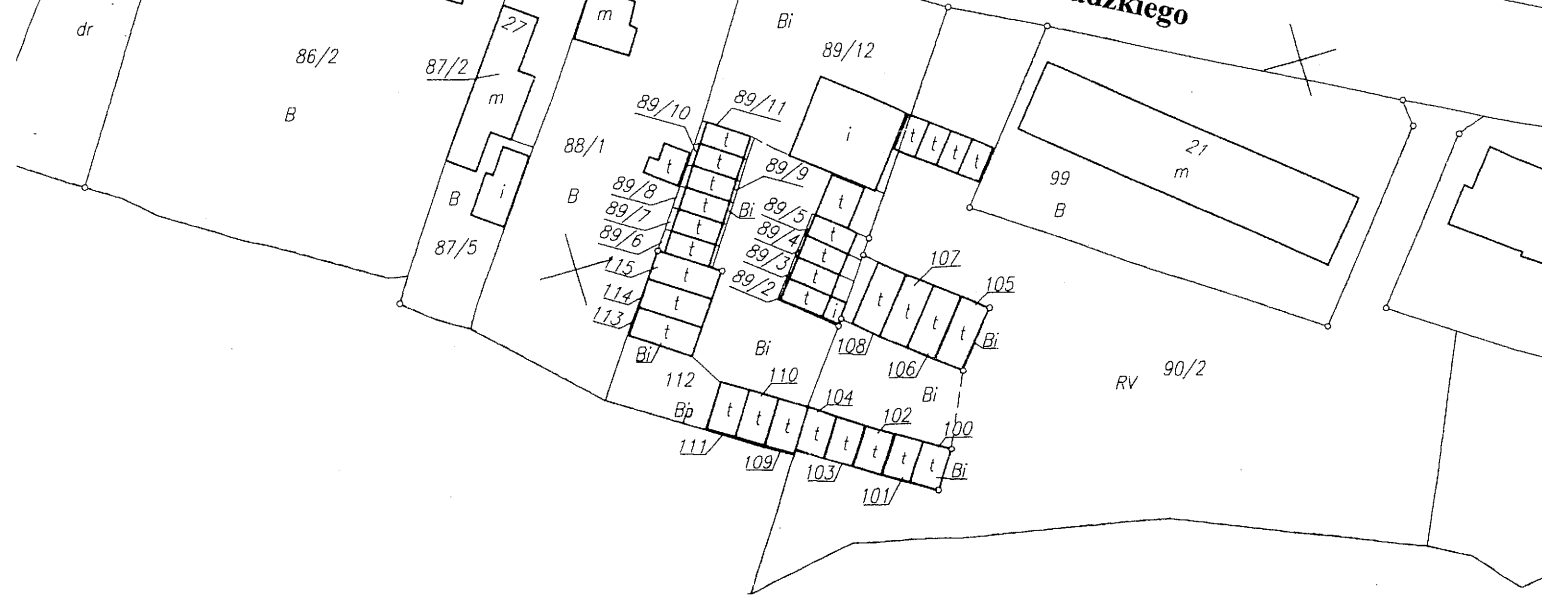 dzkiego
dr
86/2
B
27
87/2
m
m
Bi
89/12
89/10
89/11
i
t
t
t
t
t
21
m
99
B
88/1
B
B
i
87/5
t
t
t
t
t
t
t
89/9
89/8
89/7
89/6
Bi
89/5
89/4
89/3
89/2
t
t
t
t
t
i
115
114
113
t
t
t
Bi
107
105
t
t
t
t
Bi
108
106
Bi
112
110
104
102
100
Bi
RV
90/2
Bp
t
t
t
t
t
t
t
t
Bi
111
109
103
101